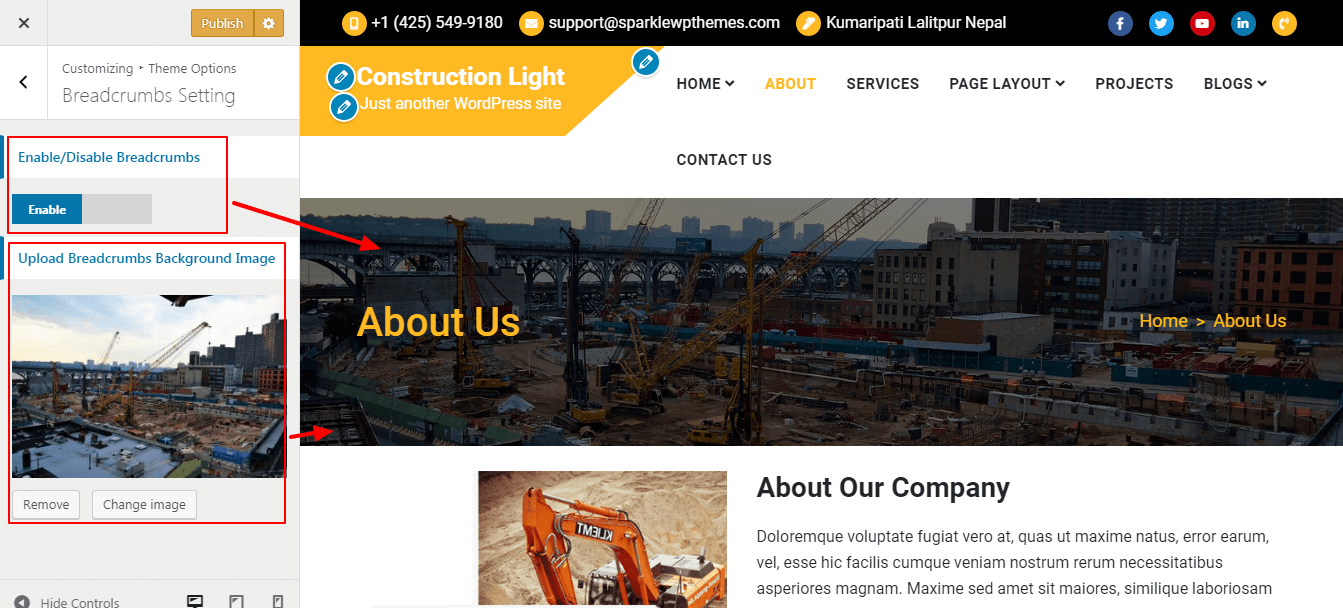 Publish
Customizing ‣ Theme Options
Breadcrumbs Setting
Enable/Disable Breadcrumbs
Enable
Upload Breadcrumbs Background Image
Remove
Change image
Hide Controls
+1 (425) 549-9180 support@sparklewpthemes.com Kumaripati Lalitpur Nepal
Construction Light
Just another WordPress site
HOME ABOUT SERVICES PAGE LAYOUT PROJECTS BLOGS
CONTACT US
About Us
Home > About Us
KLIEMT
About Our Company
Doloremque voluptate fugiat vero at, quas ut maxime natus, error earum,
vel, esse hic facilis cumque veniam nostrum rerum necessitatibus
asperiores magnam. Maxime sed amet sit maiores, similique laboriosam